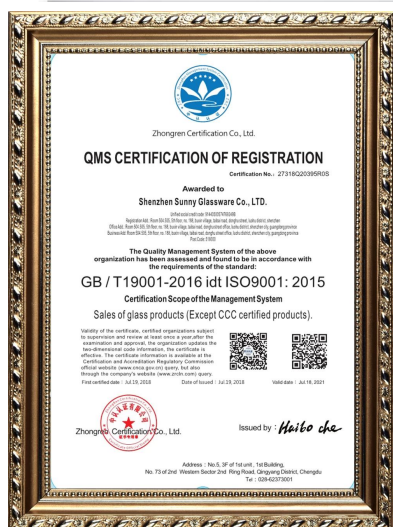 Zhongren Certification Co., Ltd.
QMS CERTIFICATION OF REGISTRATION
Certification No.: 27318Q20395R0S
Awarded to
Shenzhen Sunny Glassware Co., LTD.
The Quality Management System of the above
organization has been assessed and found to be in accordance with
the requirements of the standard:
GB / T19001-2016 idt ISO9001: 2015
Certification Scope of the Management System
Sales of glass products (Except CCC certified products).
Validity of the certificate, certified organizations subject
to supervision and review at least once a year, after the
examination and approval, the organization updates the
two-dimensional code information, the certificate is
effective. The certificate information is available at the
Certification and Accreditation Regulatory Commission
official website (www.cnca.gov.cn) query, but also
through the company's website (www.zrcln.com) query.
First certified date : Jul.19, 2018 Date of Issued : Jul.19, 2018 Valid date : Jul 18, 2021
Zhongren Certification Co., Ltd.
Issued by : Haibo che
Address : No.5, 3F of 1st unit , 1st Building,
No. 73 of 2nd Western Sector 2nd Ring Road, Qingyang District, Chengdu
Tel : 028-62373001